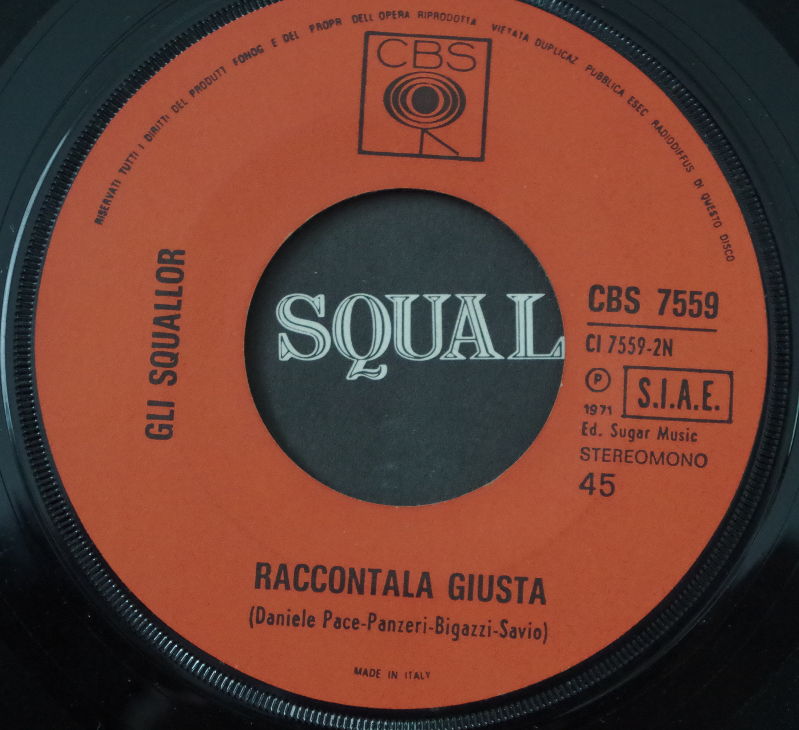 RISERVATI TUTTI I DIRITTI DEL PRODUTT FONOG E DEL PROPR DELL OPERA RIPRODOTTA VIETATA DUPLICAZ PUBBLICA ESEC RADIODIFFUS DI QUESTO DISCO
CBS
GLI SQUALLOR
SQUAL
CBS 7559
CI 7559-2N
P
1971
S.I.A.E.
Ed. Sugar Music
STEREOMONO
45
RACCONTALA GIUSTA
(Daniele Pace-Panzeri-Bigazzi-Savio)
MADE IN ITALY